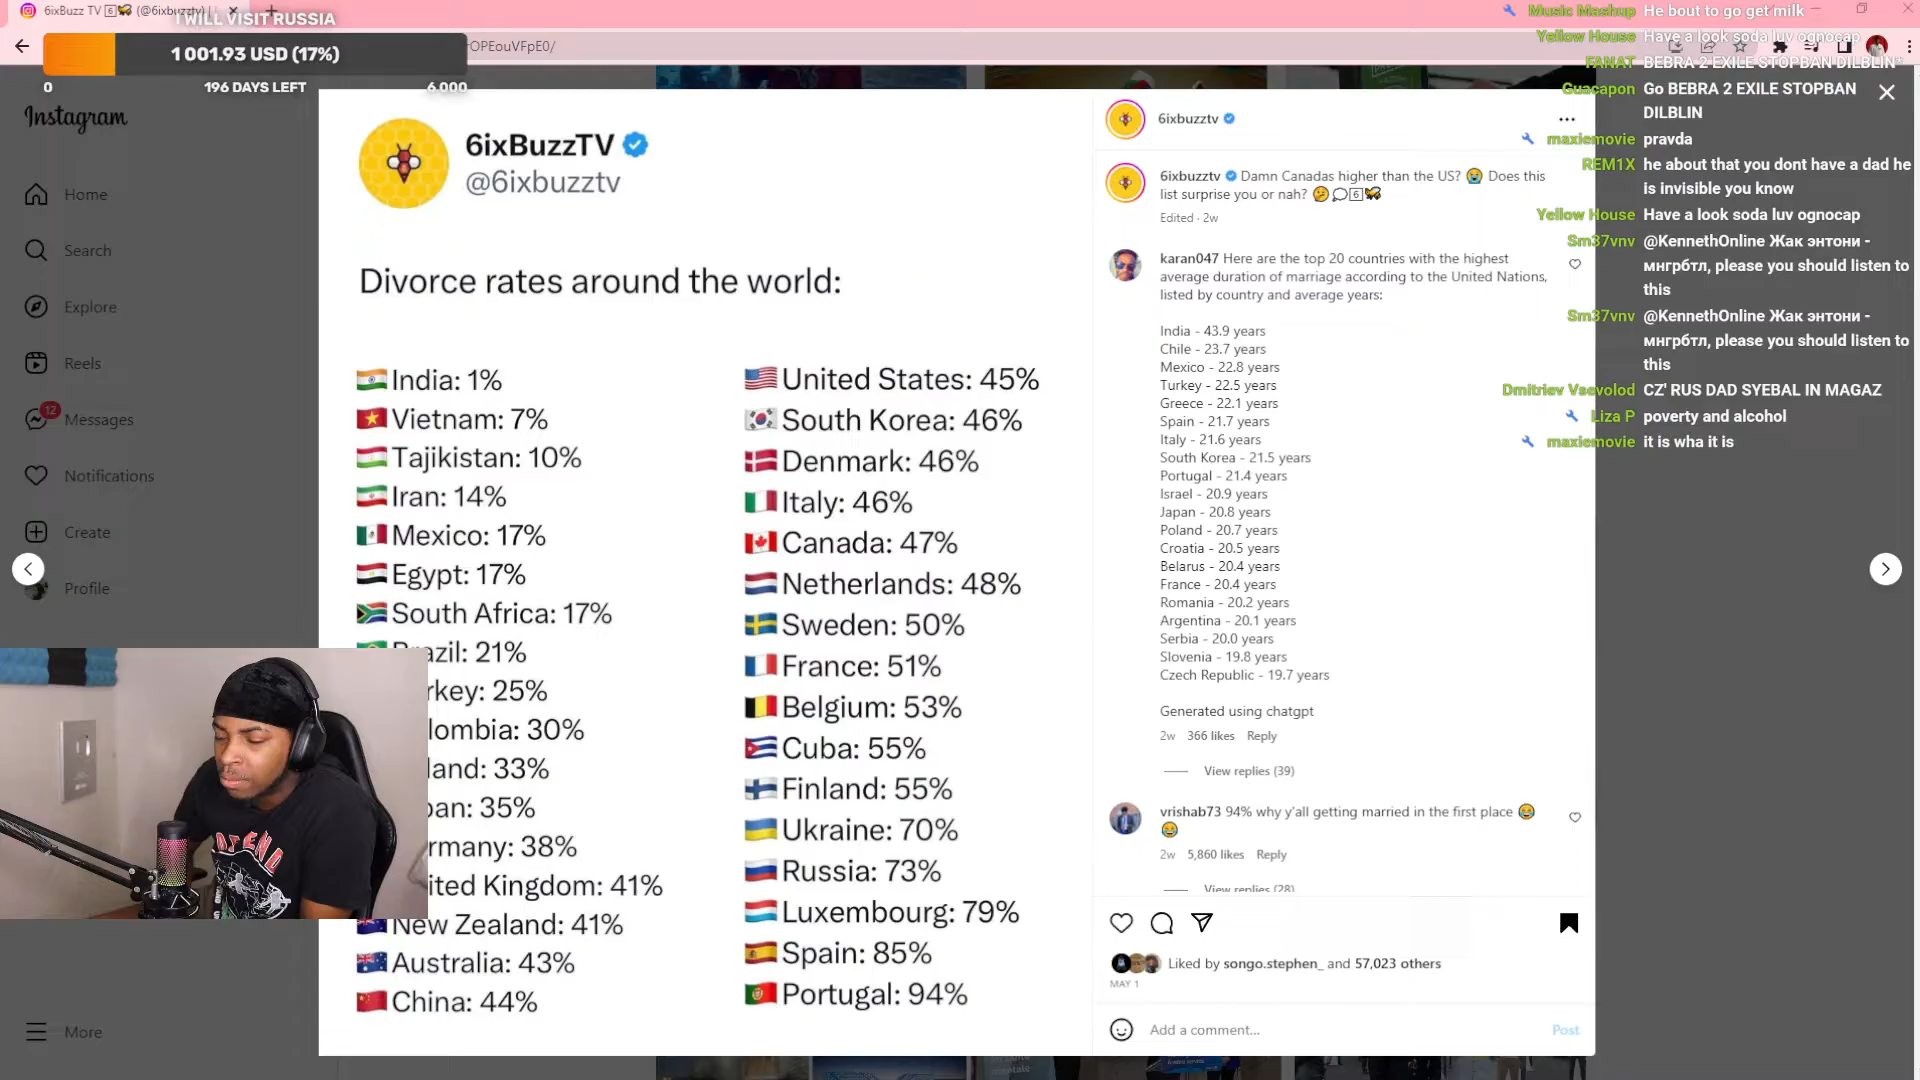 6ixBuzz TV 6 (@6ixbuzztv) |
I WILL VISIT RUSSIA
1 001.93 USD (17%)
0
196 DAYS LEFT
6 000
OPEouVFpE0/
Instagram
Home
Search
Explore
Reels
12
Messages
Notifications
Create
Profile
More
6ixBuzzTV
@6ixbuzztv
Divorce rates around the world:
India: 1%
Vietnam: 7%
Tajikistan: 10%
Iran: 14%
Mexico: 17%
Egypt: 17%
South Africa: 17%
Brazil: 21%
rkey: 25%
lombia: 30%
land: 33%
pan: 35%
rmany: 38%
ited Kingdom: 41%
New Zealand: 41%
Australia: 43%
China: 44%
United States: 45%
South Korea: 46%
Denmark: 46%
Italy: 46%
Canada: 47%
Netherlands: 48%
Sweden: 50%
France: 51%
Belgium: 53%
Cuba: 55%
Finland: 55%
Ukraine: 70%
Russia: 73%
Luxembourg: 79%
Spain: 85%
Portugal: 94%
6ixbuzztv
6ixbuzztv Damn Canadas higher than the US? 😭 Does this
list surprise you or nah? 🤔💭6️⃣
Edited · 2w
karan047 Here are the top 20 countries with the highest
average duration of marriage according to the United Nations,
listed by country and average years:
India - 43.9 years
Chile - 23.7 years
Mexico - 22.8 years
Turkey - 22.5 years
Greece - 22.1 years
Spain - 21.7 years
Italy - 21.6 years
South Korea - 21.5 years
Portugal - 21.4 years
Israel - 20.9 years
Japan - 20.8 years
Poland - 20.7 years
Croatia - 20.5 years
Belarus - 20.4 years
France - 20.4 years
Romania - 20.2 years
Argentina - 20.1 years
Serbia - 20.0 years
Slovenia - 19.8 years
Czech Republic - 19.7 years
Generated using chatgpt
2w 366 likes Reply
View replies (39)
vrishab73 94% why y'all getting married in the first place 😂
😂
2w 5,860 likes Reply
View replies (28)
Liked by songo.stephen_ and 57,023 others
MAY 1
Add a comment...
Post
Music Mashup He bout to go get milk
Yellow House Have a look soda luv ognocap
FANAT BEBRA 2 EXILE STOPBAN DILBLIN*
Guacapon Go BEBRA 2 EXILE STOPBAN
DILBLIN
maxiemovie pravda
REM1X he about that you dont have a dad he
is invisible you know
Yellow House Have a look soda luv ognocap
Sm37vnv @KennethOnline Жак энтони -
мнгрбтл, please you should listen to
this
Sm37vnv @KennethOnline Жак энтони -
мнгрбтл, please you should listen to
this
Dmitriev Vsevolod CZ' RUS DAD SYEBAL IN MAGAZ
Liza P poverty and alcohol
maxiemovie it is wha it is